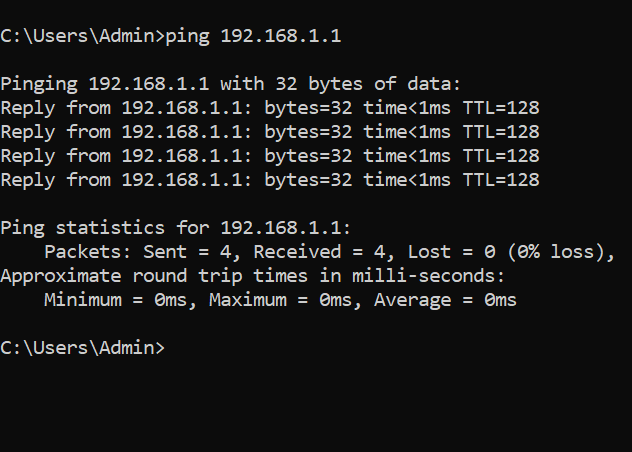 C:\Users\Admin>ping 192.168.1.1
Pinging 192.168.1.1 with 32 bytes of data:
Reply from 192.168.1.1: bytes=32 time<1ms TTL=128
Reply from 192.168.1.1: bytes=32 time<1ms TTL=128
Reply from 192.168.1.1: bytes=32 time<1ms TTL=128
Reply from 192.168.1.1: bytes=32 time<1ms TTL=128
Ping statistics for 192.168.1.1:
    Packets: Sent = 4, Received = 4, Lost = 0 (0% loss),
Approximate round trip times in milli-seconds:
    Minimum = 0ms, Maximum = 0ms, Average = 0ms
C:\Users\Admin>